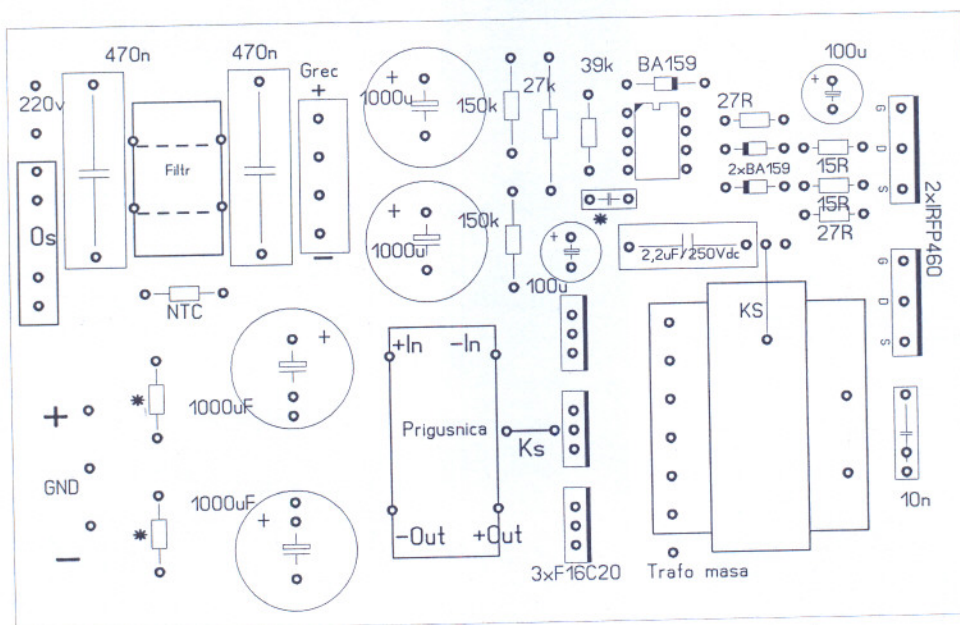 470n
470n
Grec
+
220v
Filtr
Os
-
NTC
+
1000u
150k
27k
39k
BA159
100u
+
27R
2xBA159
15R
15R
27R
G
D
S
2xIRFP460
+
1000u
150k
*
+
100u
2,2uF/250Vdc
KS
G
D
S
+
1000uF
*
+
GND
-
*
1000uF
+
+In
-In
Prigusnica
Ks
-Out
+Out
3xF16C20
Trafo masa
10n